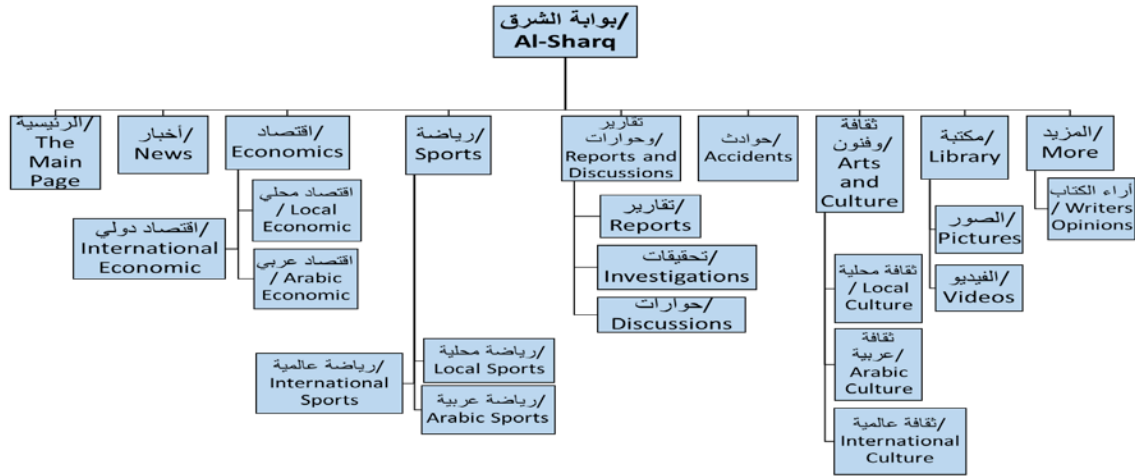 بوابة الشرق/
Al-Sharq
الرئيسية/
The
Main
Page
أخبار/
News
اقتصاد/
Economics
رياضة/
Sports
تقارير
وحوارات/
Reports and
Discussions
حوادث/
Accidents
ثقافة
وفنون/
Arts
and
Culture
مكتبة/
Library
المزيد/
More
اقتصاد محلي
/ Local
Economic
اقتصاد دولي/
International
Economic
اقتصاد عربي
/ Arabic
Economic
رياضة محلية/
Local Sports
رياضة عالمية/
International
Sports
رياضة عربية/
Arabic Sports
تقارير/
Reports
تحقيقات/
Investigations
حوارات/
Discussions
ثقافة محلية
/ Local
Culture
ثقافة
عربية/
Arabic
Culture
ثقافة عالمية/
International
Culture
الصور/
Pictures
الفيديو/
Videos
أراء الكتاب
/ Writers
Opinions